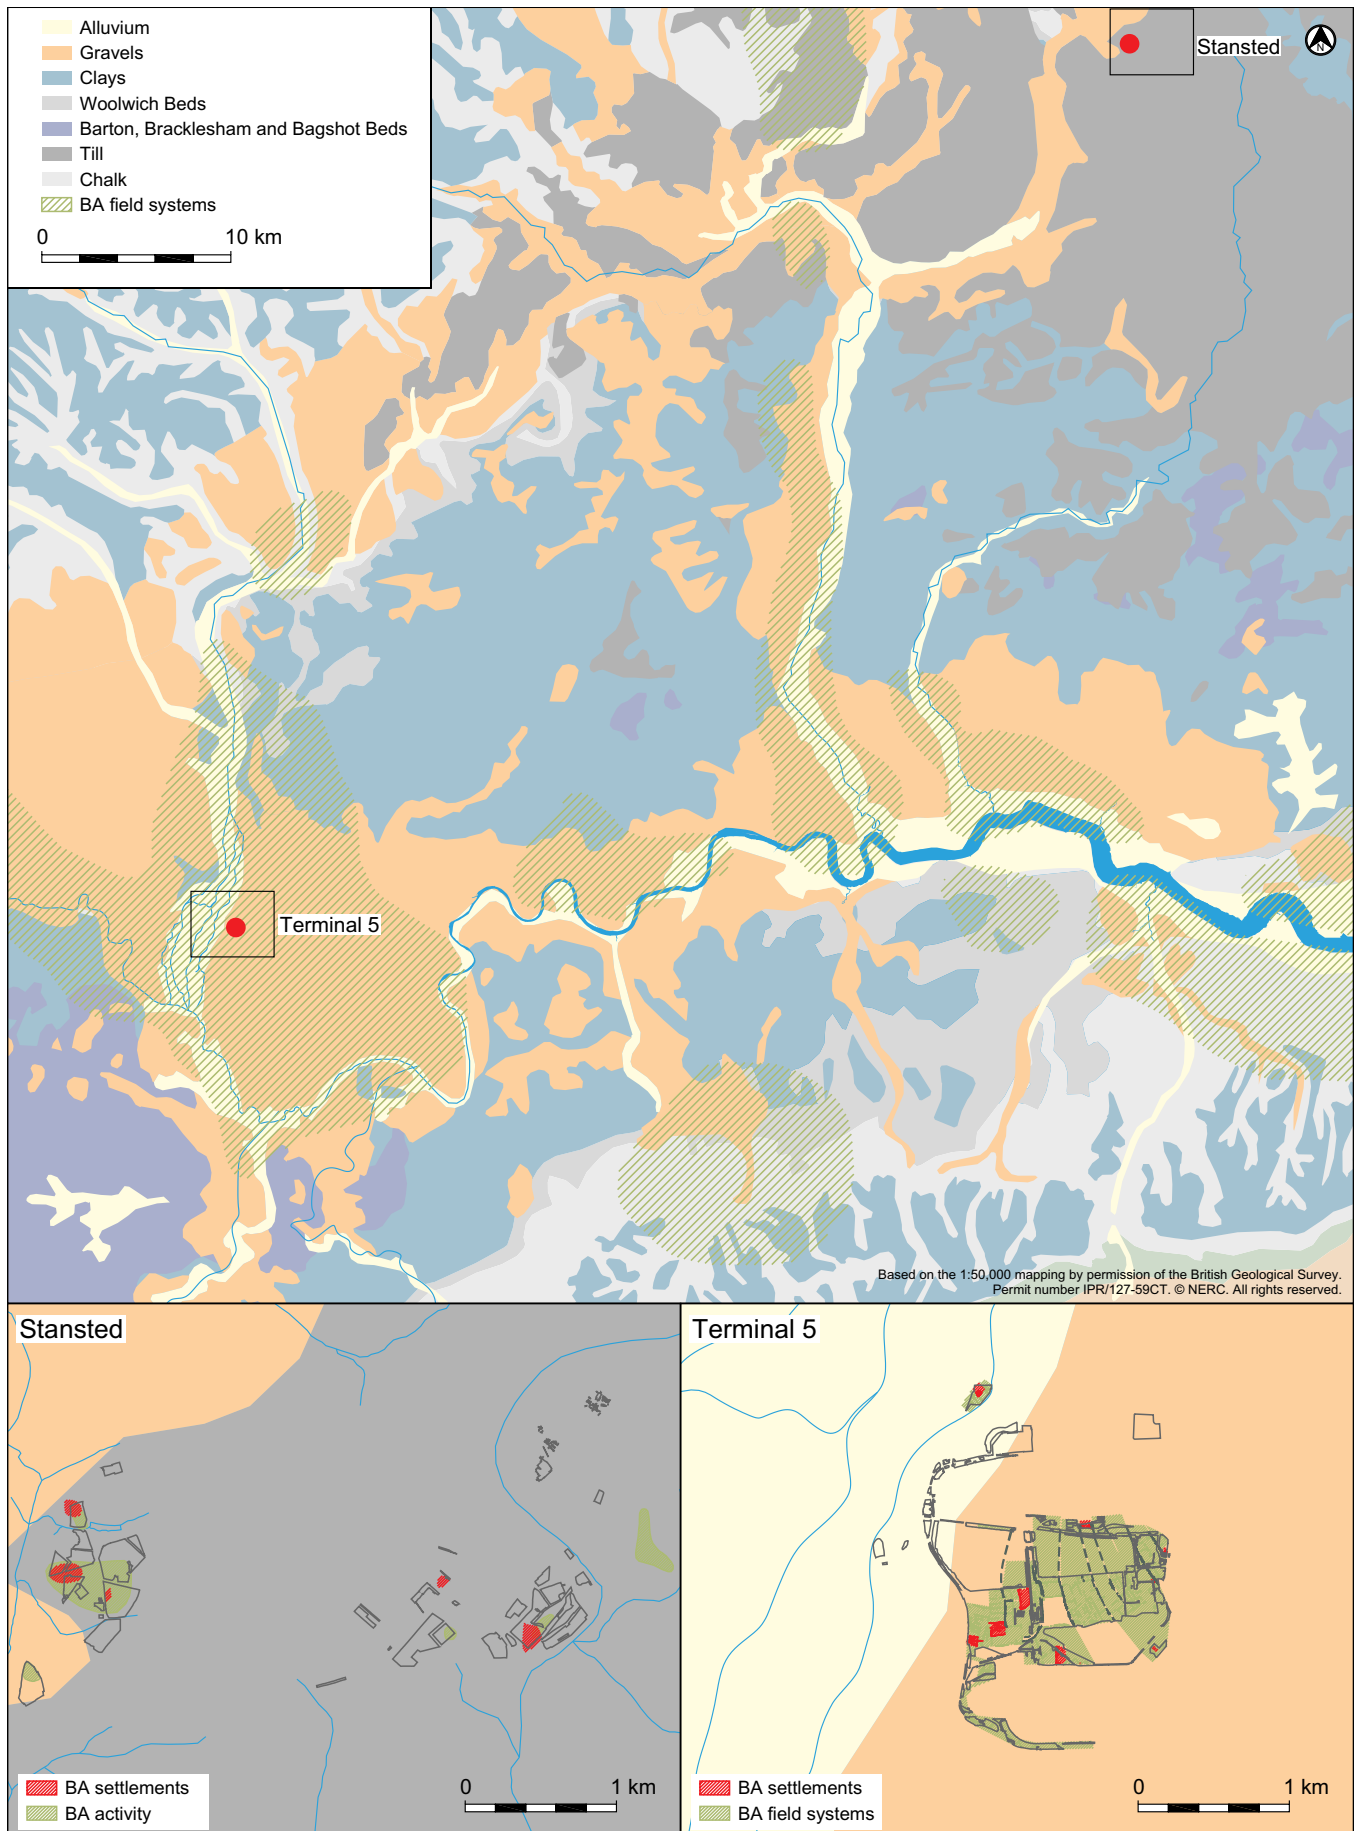 Alluvium
Gravels
Clays
Woolwich Beds
Barton, Bracklesham and Bagshot Beds
Till
Chalk
BA field systems
0 10 km
Stansted
N
Terminal 5
Based on the 1:50,000 mapping by permission of the British Geological Survey.
Permit number IPR/127-59CT. © NERC. All rights reserved.
Stansted
BA settlements
BA activity
0 1 km
Terminal 5
BA settlements
BA field systems
0 1 km